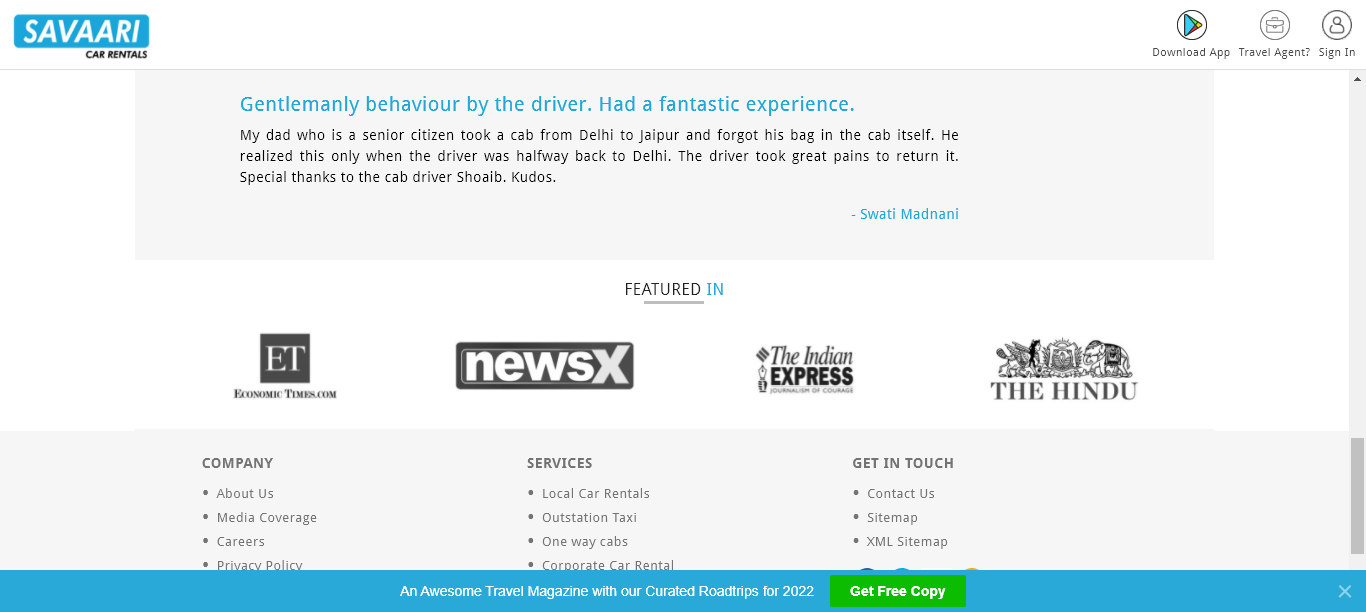 SAVAARI
CAR RENTALS
Download App
Travel Agent?
Sign In
Gentlemanly behaviour by the driver. Had a fantastic experience.
My dad who is a senior citizen took a cab from Delhi to Jaipur and forgot his bag in the cab itself. He
realized this only when the driver was halfway back to Delhi. The driver took great pains to return it.
Special thanks to the cab driver Shoaib. Kudos.
- Swati Madnani
FEATURED IN
ET
ECONOMIC TIMES.COM
newsX
The Indian
EXPRESS
JOURNALISM OF COURAGE
THE HINDU
COMPANY
• About Us
• Media Coverage
• Careers
• Privacy Policy
SERVICES
• Local Car Rentals
• Outstation Taxi
• One way cabs
• Corporate Car Rental
GET IN TOUCH
• Contact Us
• Sitemap
• XML Sitemap
An Awesome Travel Magazine with our Curated Roadtrips for 2022
Get Free Copy